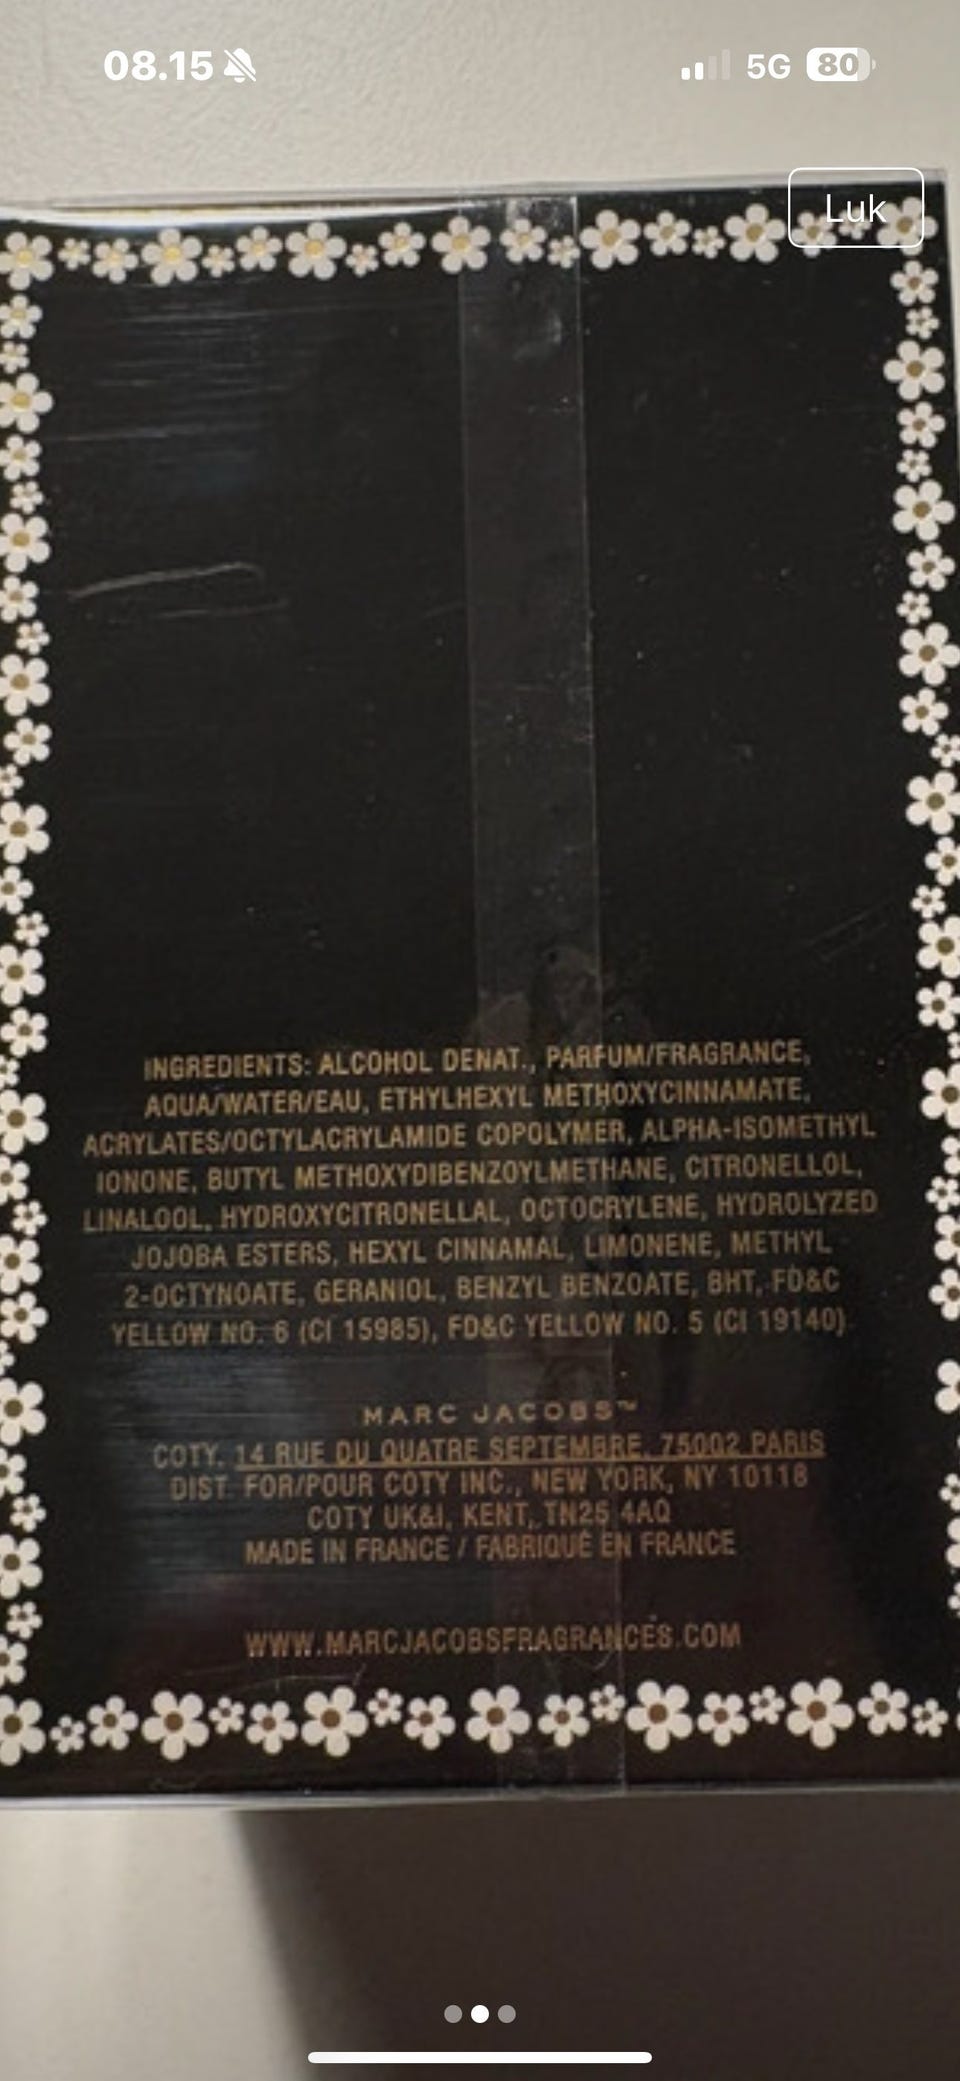 08.15
5G
80
Luk
INGREDIENTS: ALCOHOL DENAT., PARFUM/FRAGRANCE,
AQUA/WATER/EAU, ETHYLHEXYL METHOXYCINNAMATE,
ACRYLATES/OCTYLACRYLAMIDE COPOLYMER, ALPHA-ISOMETHYL
IONONE, BUTYL METHOXYDIBENZOYLMETHANE, CITRONELLOL,
LINALOOL, HYDROXYCITRONELLAL, OCTOCRYLENE, HYDROLYZED
JOJOBA ESTERS, HEXYL CINNAMAL, LIMONENE, METHYL
2-OCTYNOATE, GERANIOL, BENZYL BENZOATE, BHT, FD&C
YELLOW NO. 6 (CI 15985), FD&C YELLOW NO. 5 (CI 19140).
MARC JACOBS™
COTY, 14 RUE DU QUATRE SEPTEMBRE, 75002 PARIS
DIST. FOR/POUR COTY INC., NEW YORK, NY 10118
COTY UK&I, KENT, TN25 4AQ
MADE IN FRANCE / FABRIQUÉ EN FRANCE
WWW.MARCJACOBSFRAGRANCES.COM